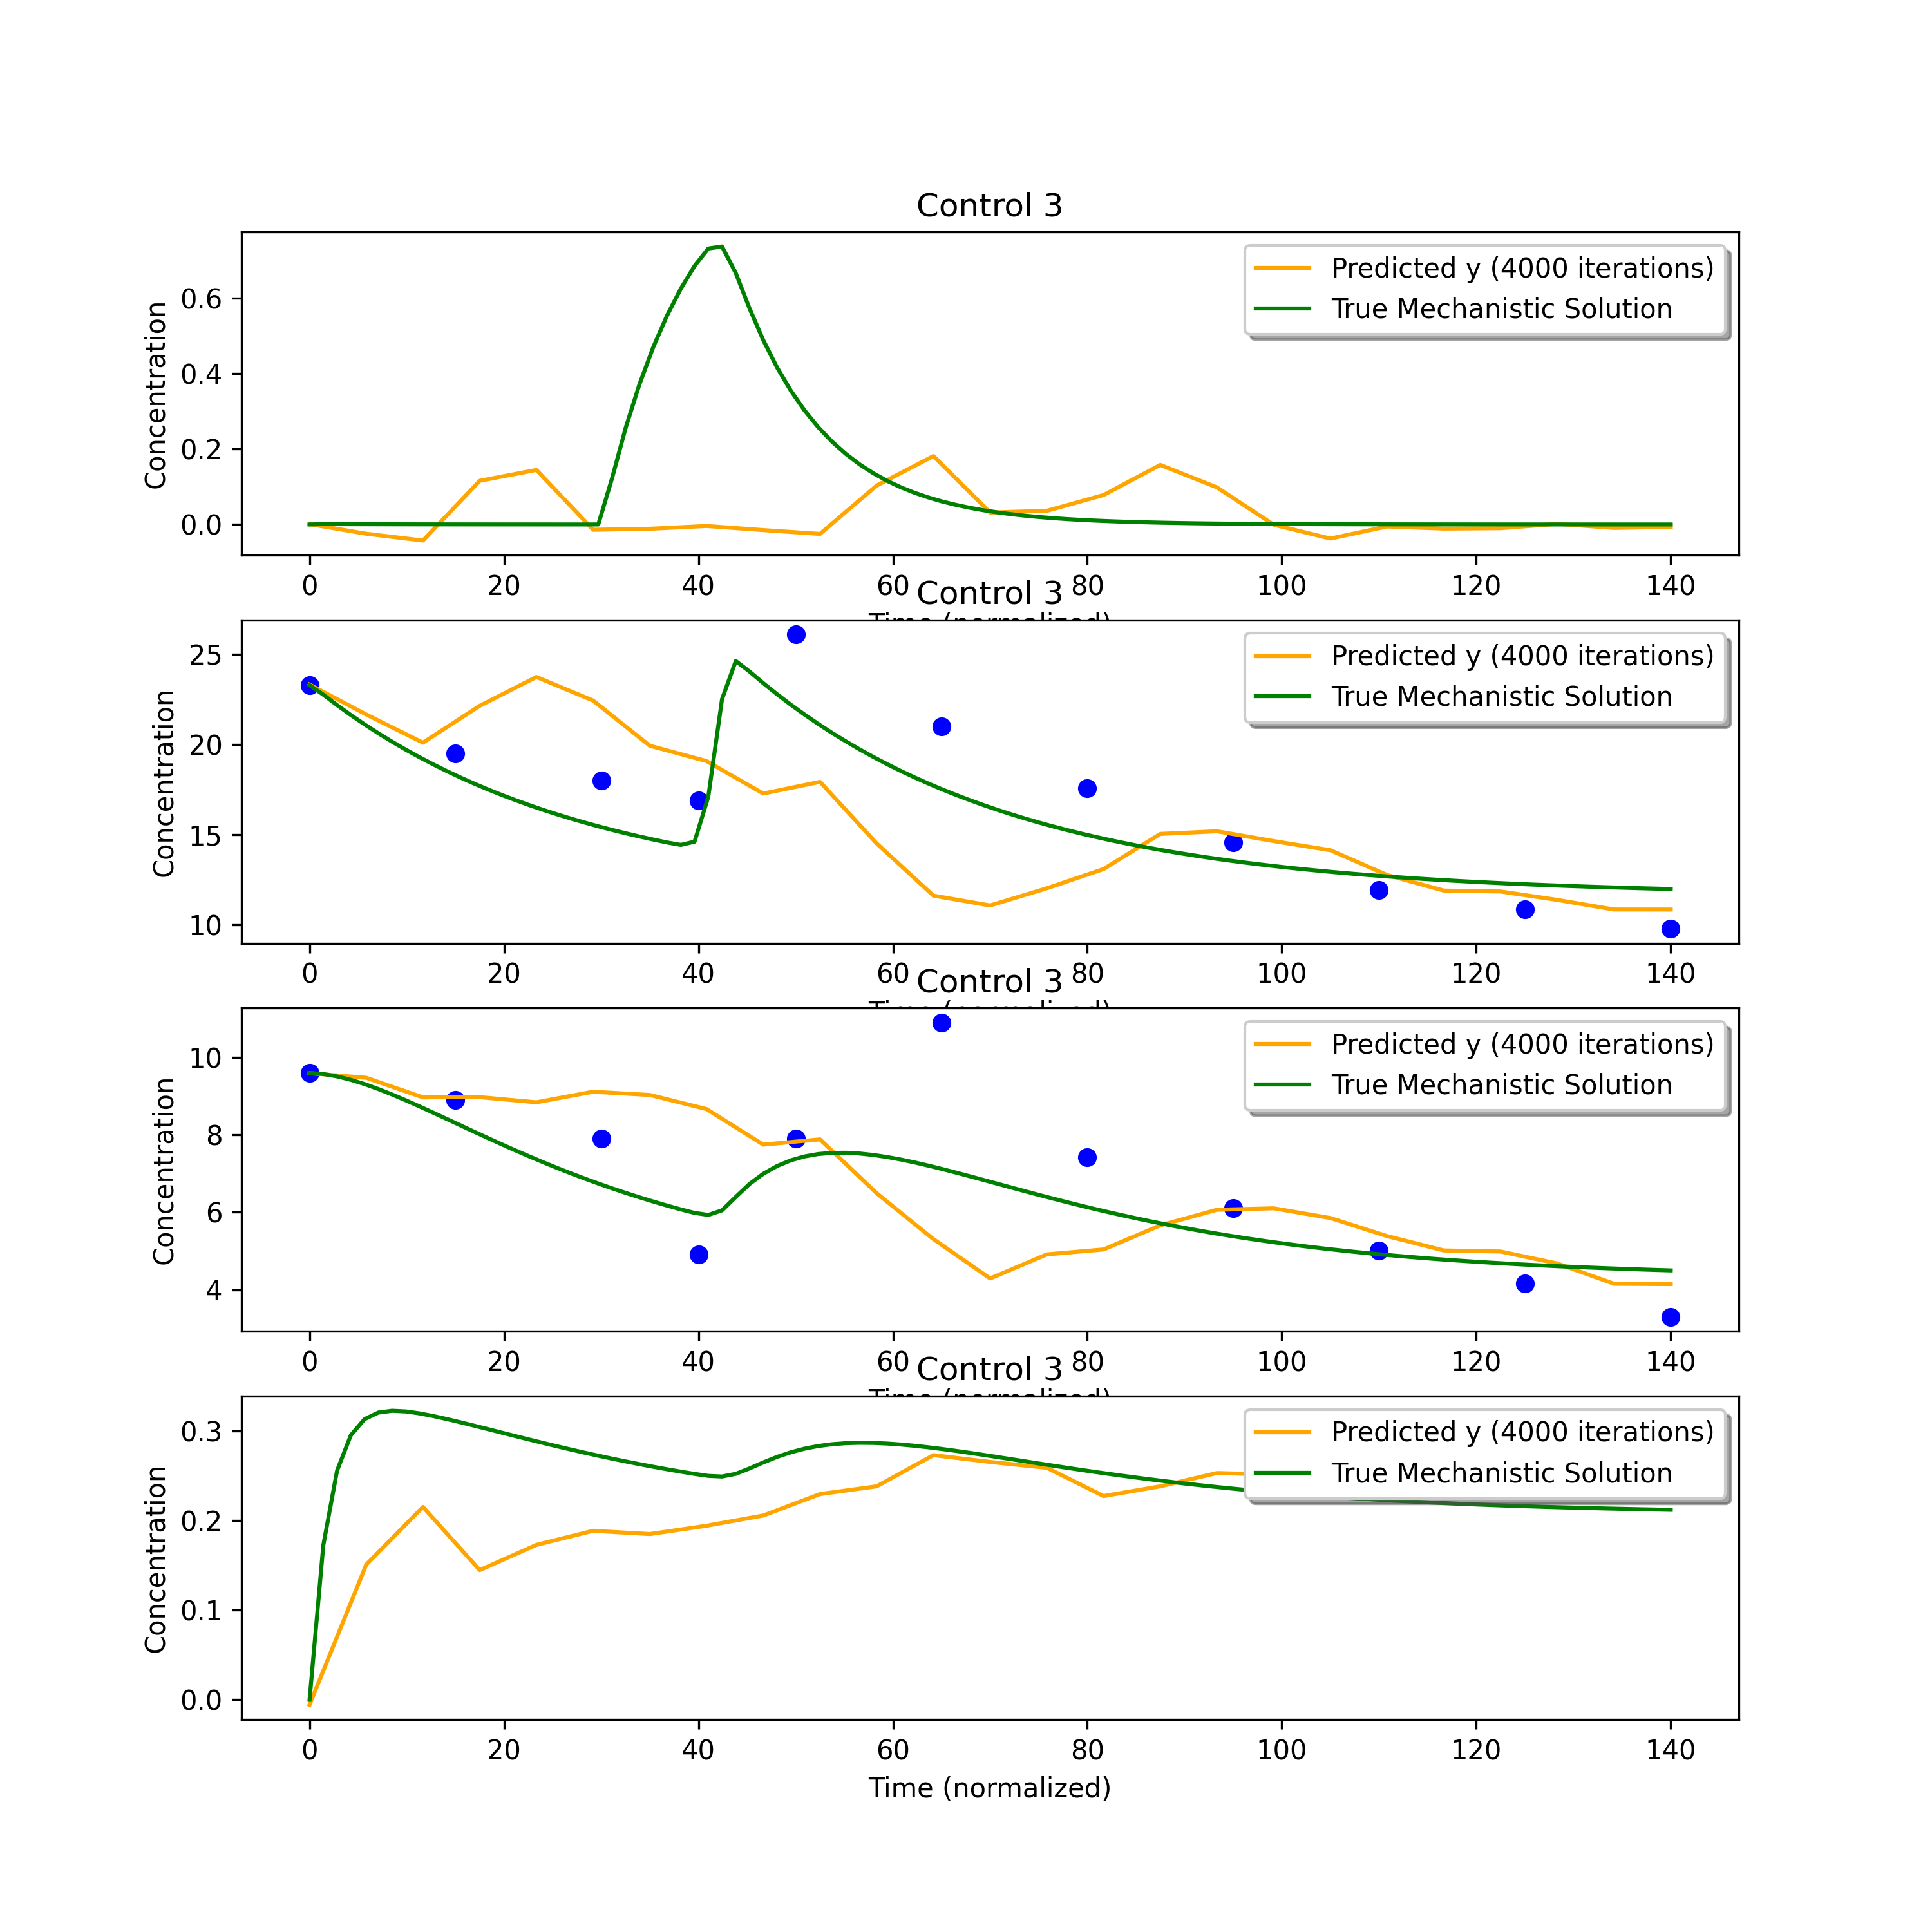 Control 3
Concentration
0.6
0.4
0.2
0.0
Predicted y (4000 iterations)
True Mechanistic Solution
0 20 40 60 80 100 120 140
Control 3
Concentration
25
20
15
10
Predicted y (4000 iterations)
True Mechanistic Solution
0 20 40 60 80 100 120 140
Control 3
Concentration
10
8
6
4
Predicted y (4000 iterations)
True Mechanistic Solution
0 20 40 60 80 100 120 140
Control 3
Concentration
0.3
0.2
0.1
0.0
Predicted y (4000 iterations)
True Mechanistic Solution
0 20 40 60 80 100 120 140
Time (normalized)